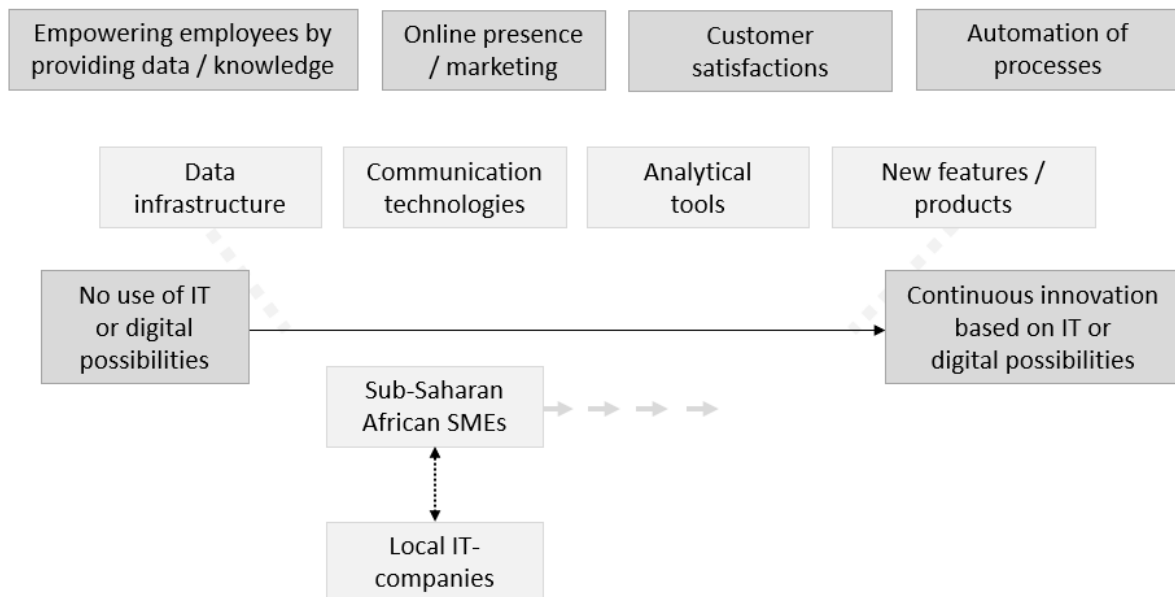 Empowering employees by
providing data / knowledge
Online presence
/ marketing
Customer
satisfactions
Automation of
processes
Data
infrastructure
Communication
technologies
Analytical
tools
New features /
products
No use of IT
or digital
possibilities
Continuous innovation
based on IT or
digital possibilities
Sub-Saharan
African SMEs
Local IT-
companies